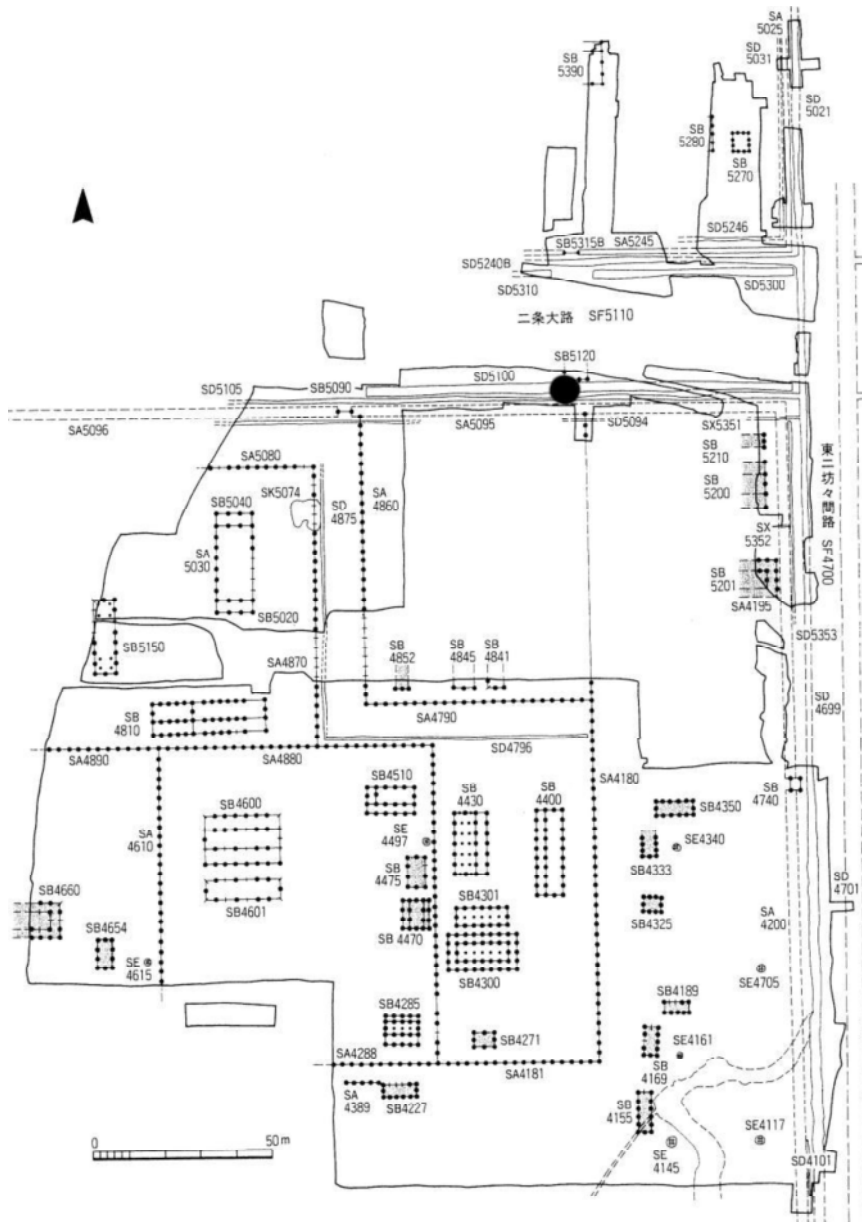 SA
5025
SD
5031
SD
5021
SB
5390
SB
5280
SB
5270
SD5246
SB5315B
SA5245
SD5240B
SD5310
SD5300
二条大路 SF5110
SB5120
SD5105
SB5090
SD5100
SA5096
SA5095
SD5094
SX5351
SB
5210
SB
5200
SX
5352
SB
5201
SA4195
東二坊々間路 SF4700
SA5080
SK5074
SD
4875
SA
4860
SB5040
SA
5030
SB5020
SB5150
SD5353
SA4870
SB
4852
SB
4845
SB
4841
SD
4699
SB
4810
SA4790
SD4796
SA4890
SA4880
SA4180
SB
4740
SB4510
SB
4430
SB
4400
SB4350
SA
4610
SB4600
SE
4497
SB
4333
SE4340
SB
4475
SD
4701
SB4660
SB4601
SB4301
SB4325
SA
4200
SB4654
SE
4615
SB 4470
SB4300
SE4705
SB4285
SB4189
SB4271
SE4161
SB
4169
SA4288
SA4181
SA
4389
SB4227
SB
4155
SE
4145
SE4117
SD4101
0
50m